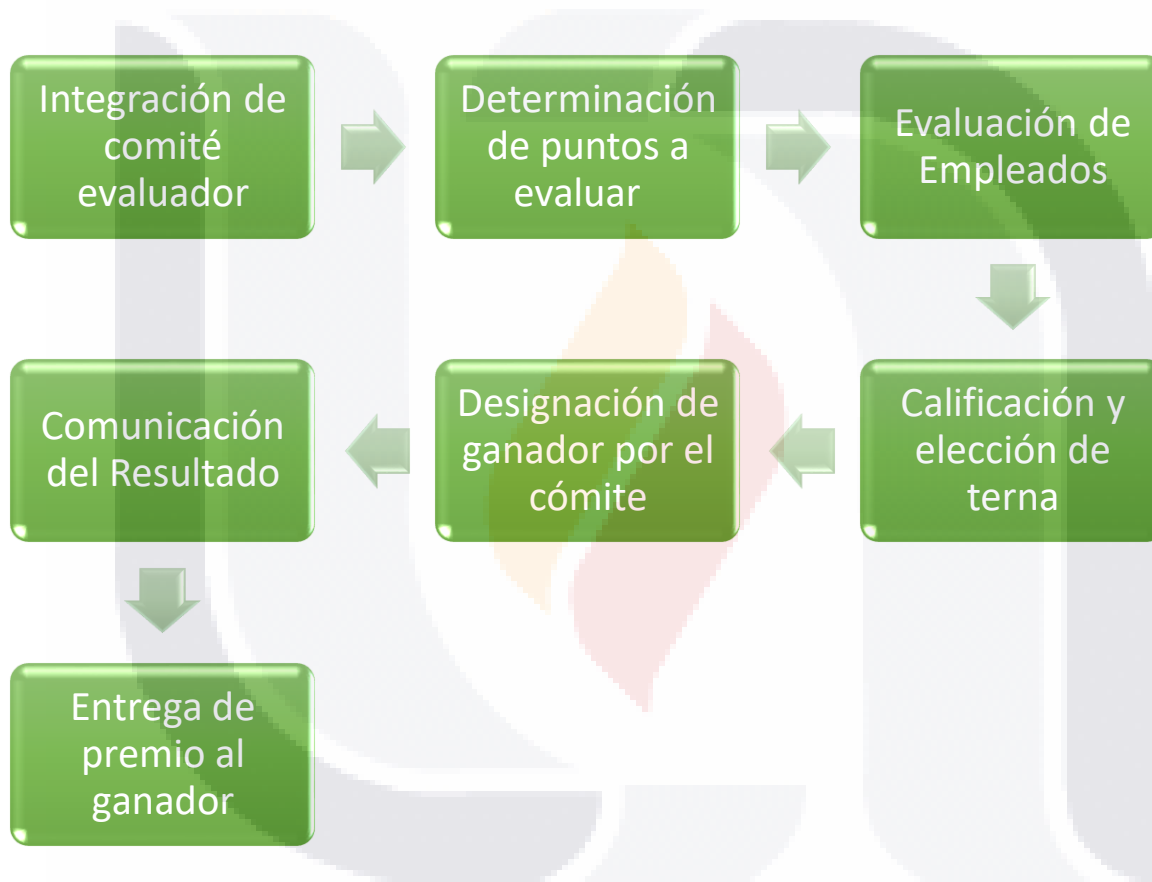 Integración de
comité
evaluador
Determinación
de puntos a
evaluar
Evaluación de
Empleados
Calificación y
elección de
terna
Designación de
ganador por el
cómite
Comunicación
del Resultado
Entrega de
premio al
ganador